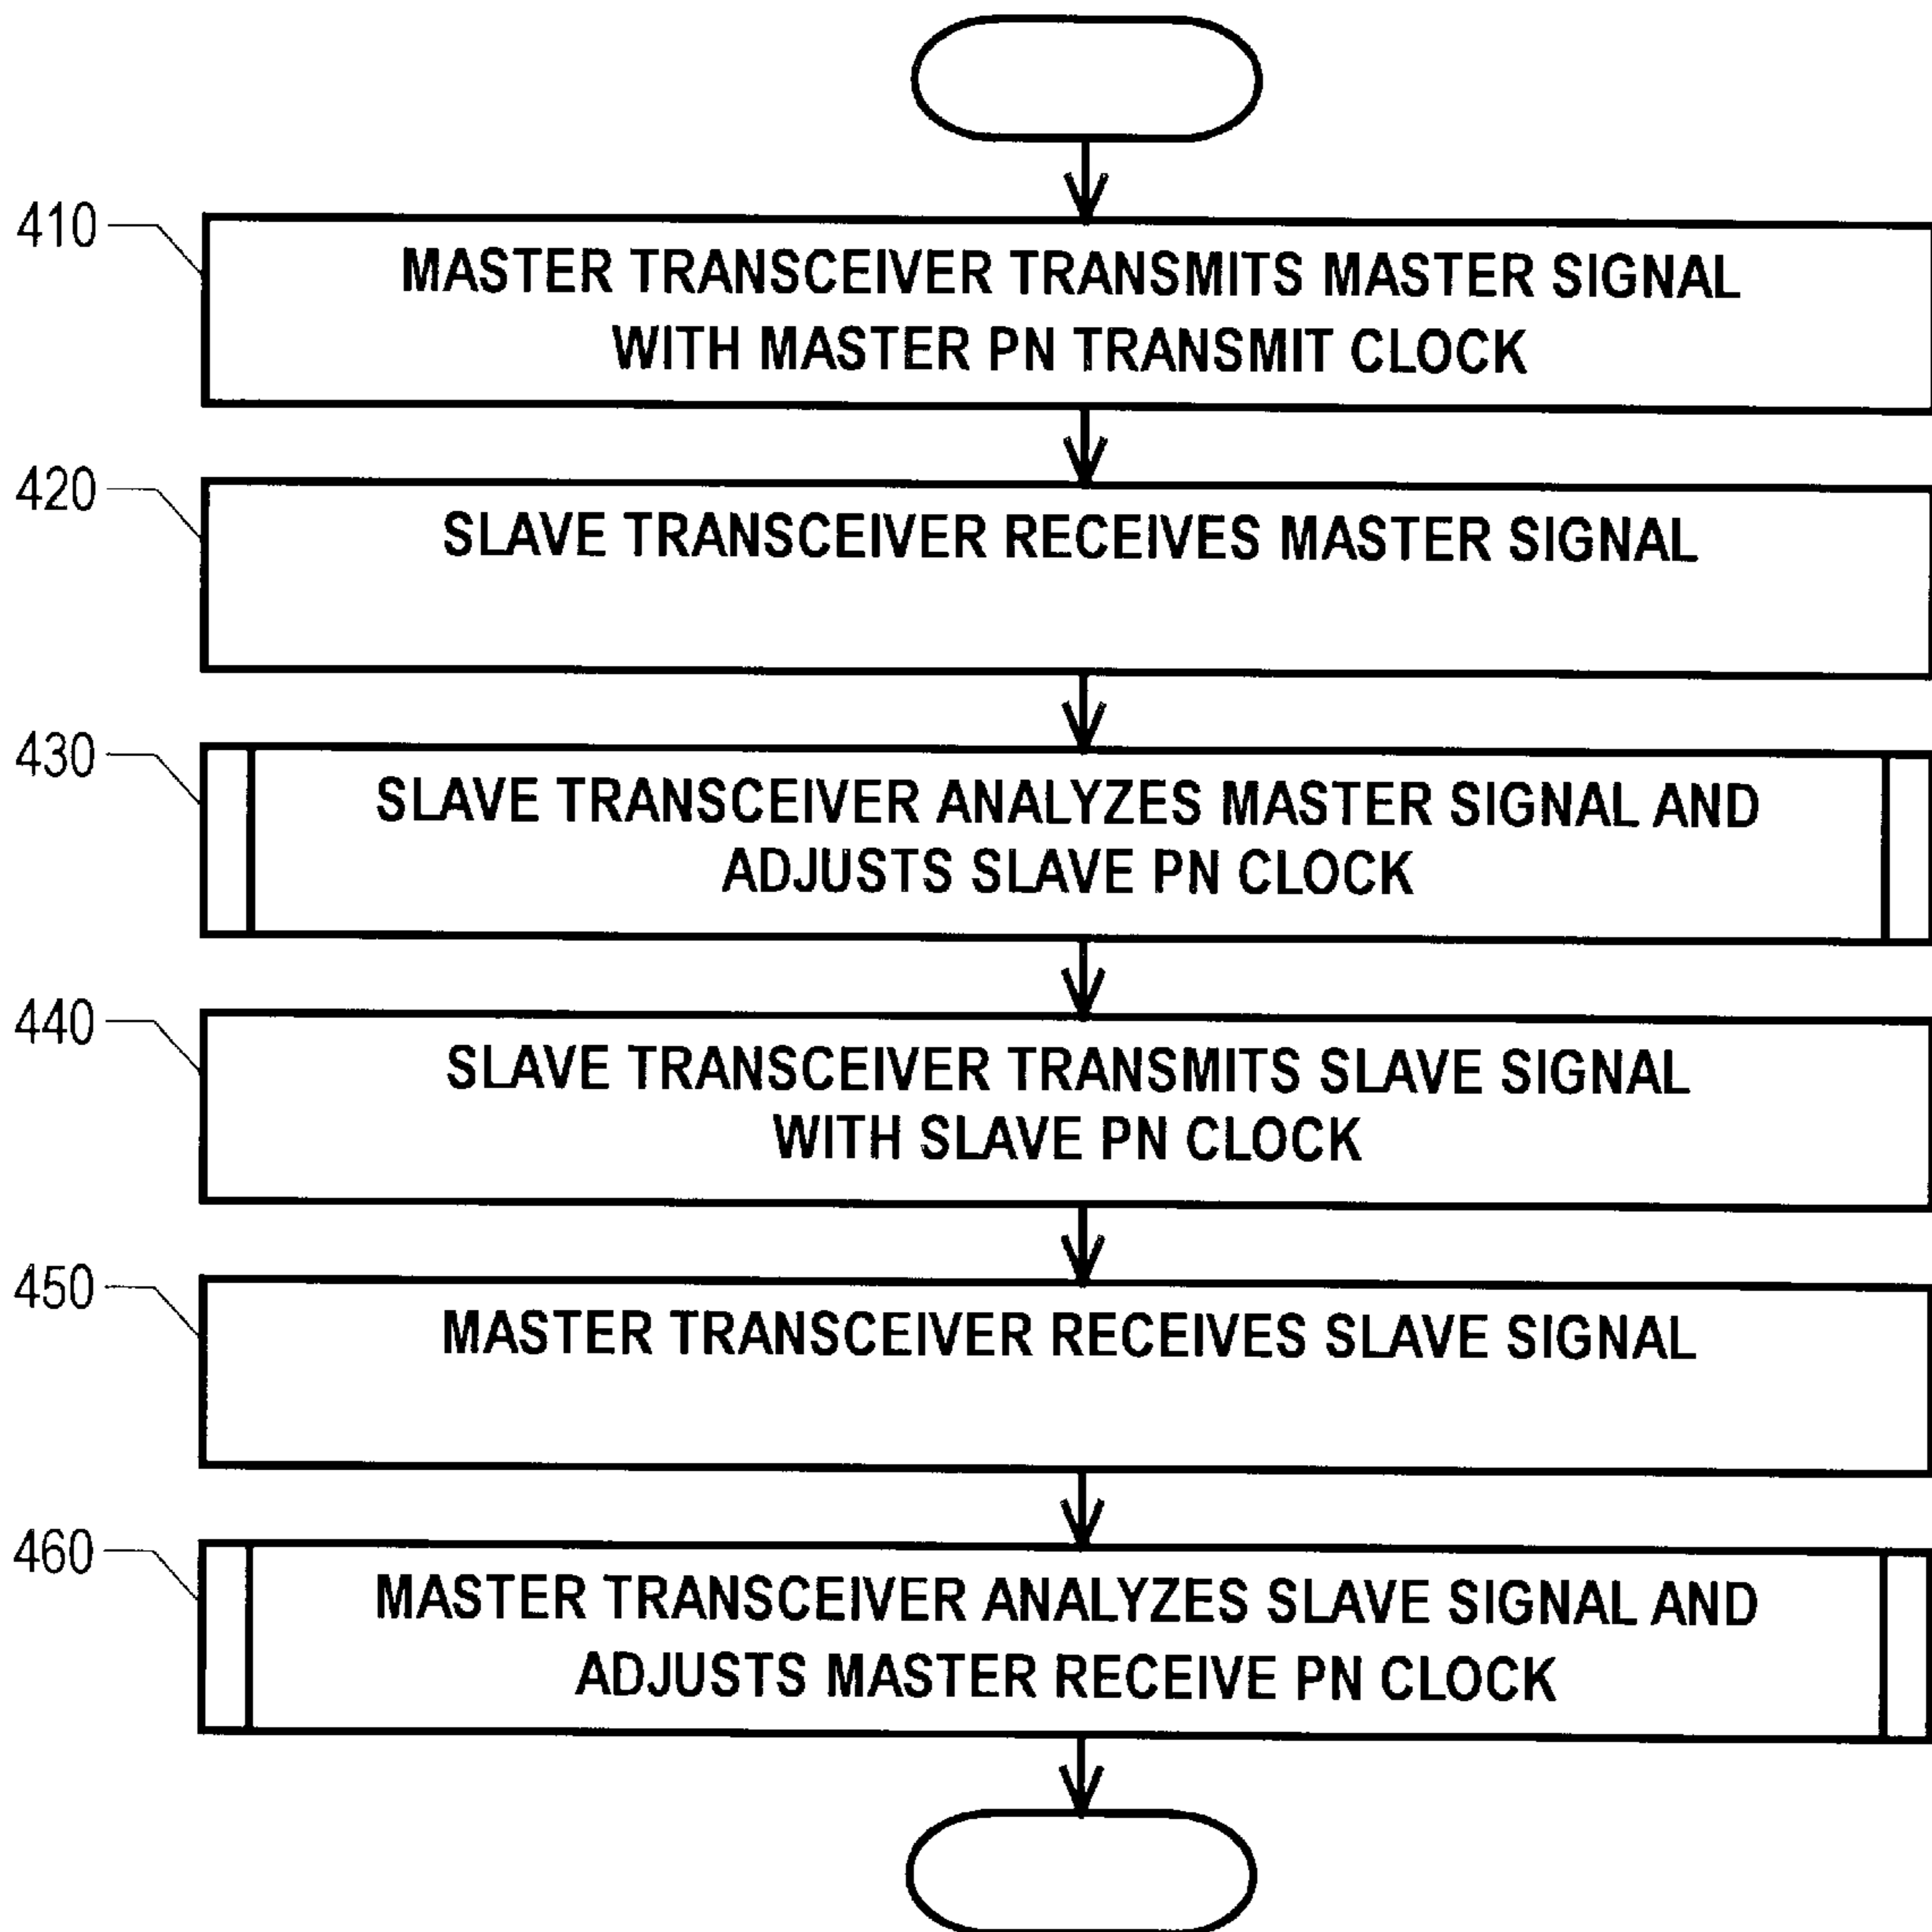 410
MASTER TRANSCEIVER TRANSMITS MASTER SIGNAL
WITH MASTER PN TRANSMIT CLOCK
420
SLAVE TRANSCEIVER RECEIVES MASTER SIGNAL
430
SLAVE TRANSCEIVER ANALYZES MASTER SIGNAL AND
ADJUSTS SLAVE PN CLOCK
440
SLAVE TRANSCEIVER TRANSMITS SLAVE SIGNAL
WITH SLAVE PN CLOCK
450
MASTER TRANSCEIVER RECEIVES SLAVE SIGNAL
460
MASTER TRANSCEIVER ANALYZES SLAVE SIGNAL AND
ADJUSTS MASTER RECEIVE PN CLOCK